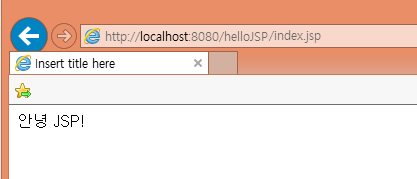 http://localhost:8080/helloJSP/index.jsp
Insert title here
안녕 JSP!